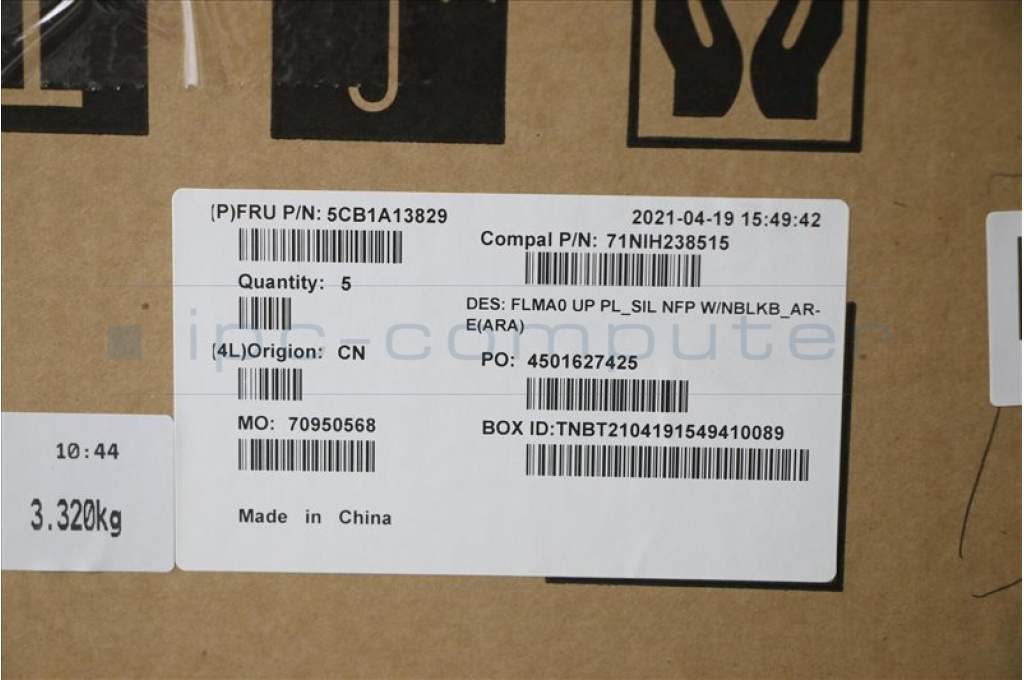 (P)FRU P/N: 5CB1A13829
2021-04-19 15:49:42
Compal P/N: 71NIH238515
Quantity: 5
DES: FLMA0 UP PL_SIL NFP W/NBLKB_AR-
E(ARA)
ipc-computer
(4L)Origion: CN
PO: 4501627425
MO: 70950568
BOX ID:TNBT2104191549410089
10:44
3.320kg
Made in China